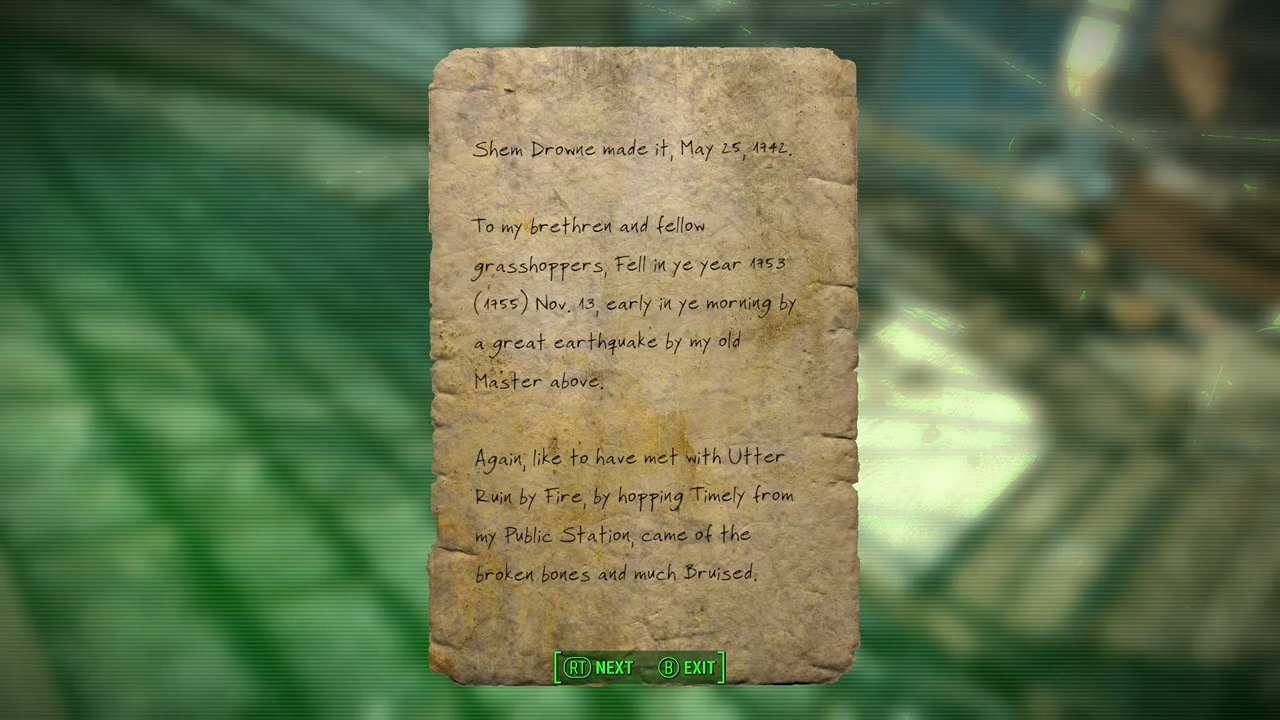 Shem Drowne made it, May 25, 1742.
To my brethren and fellow
grasshoppers, Fell in ye year 1753
(1755) Nov. 13, early in ye morning by
a great earthquake by my old
Master above.
Again, like to have met with Utter
Ruin by Fire, by hopping Timely from
my Public Station, came of the
broken bones and much Bruised.
RT NEXT B EXIT